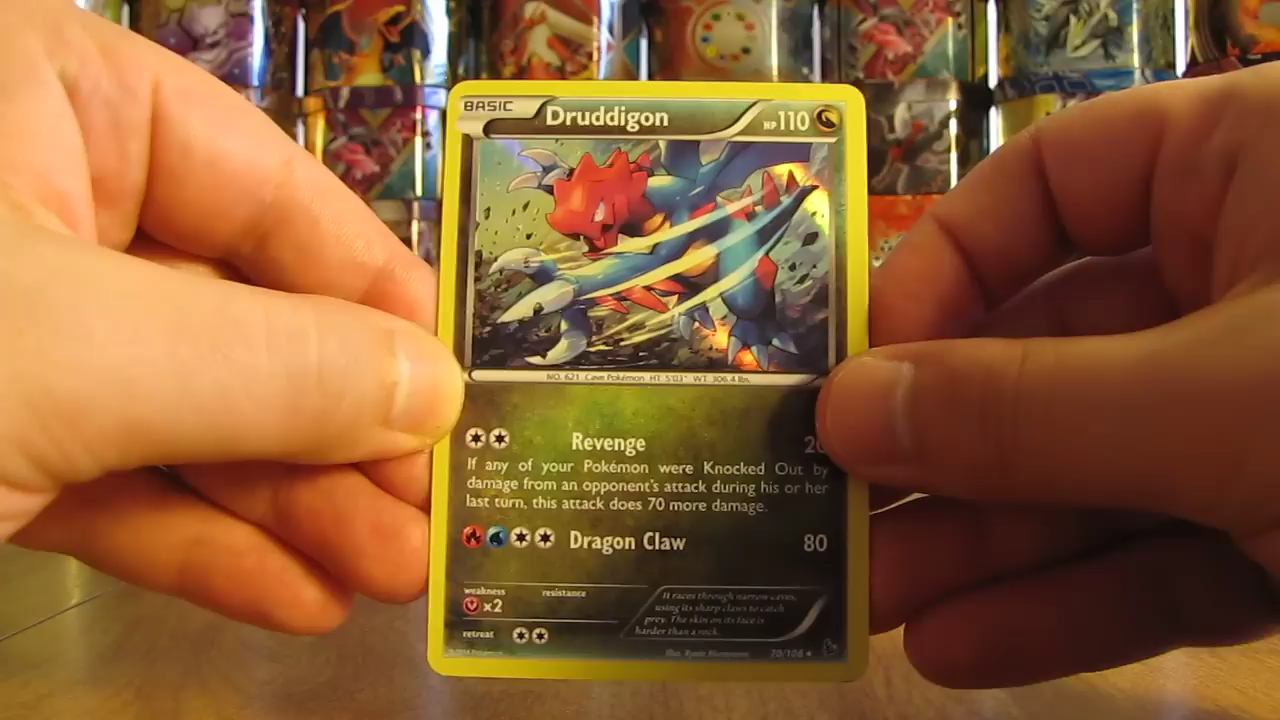 BASIC Druddigon HP110
NO. 621 Cave Pokémon HT 5'03" WT. 306.4 lbs.
Revenge 20
If any of your Pokémon were Knocked Out by
damage from an opponent's attack during his or her
last turn, this attack does 70 more damage.
Dragon Claw 80
weakness resistance
×2
It races through narrow caves,
using its sharp claws to catch
prey. The skin on its face is
harder than a rock.
retreat
Illus.
70/106